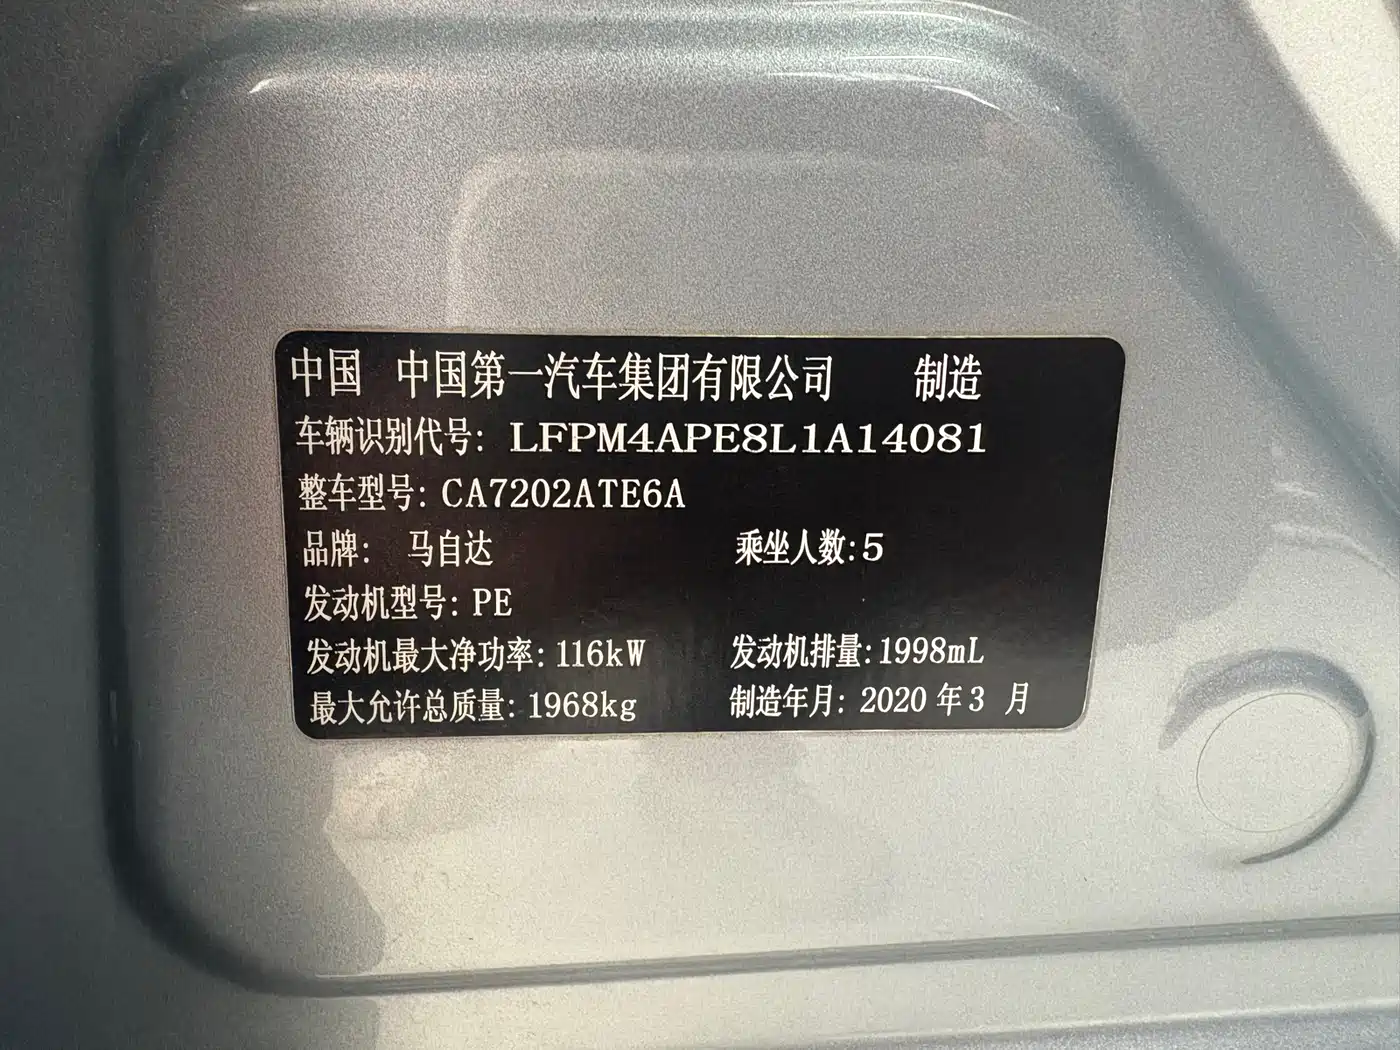 中国 中国第一汽车集团有限公司 制造
车辆识别代号: LFPM4APE8L1A14081
整车型号: CA7202ATE6A
品牌: 马自达 乘坐人数:5
发动机型号: PE
发动机最大净功率: 116kW 发动机排量:1998mL
最大允许总质量: 1968kg 制造年月: 2020 年 3 月